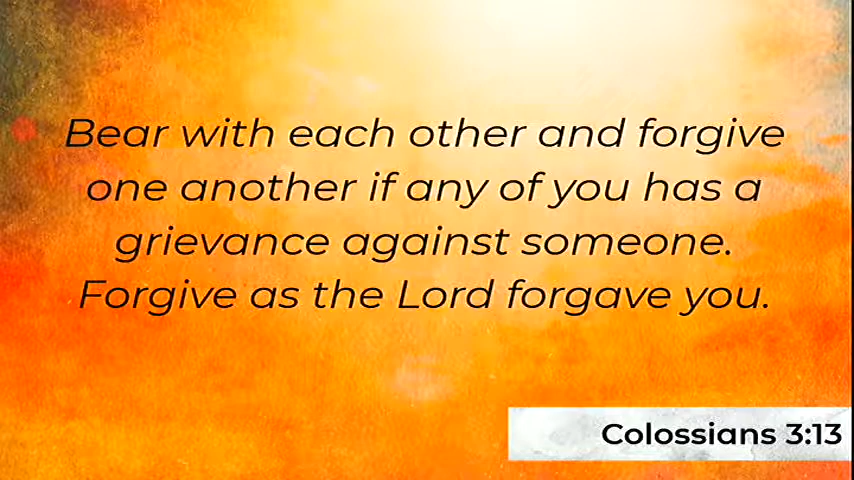 Bear with each other and forgive
one another if any of you has a
grievance against someone.
Forgive as the Lord forgave you.
Colossians 3:13